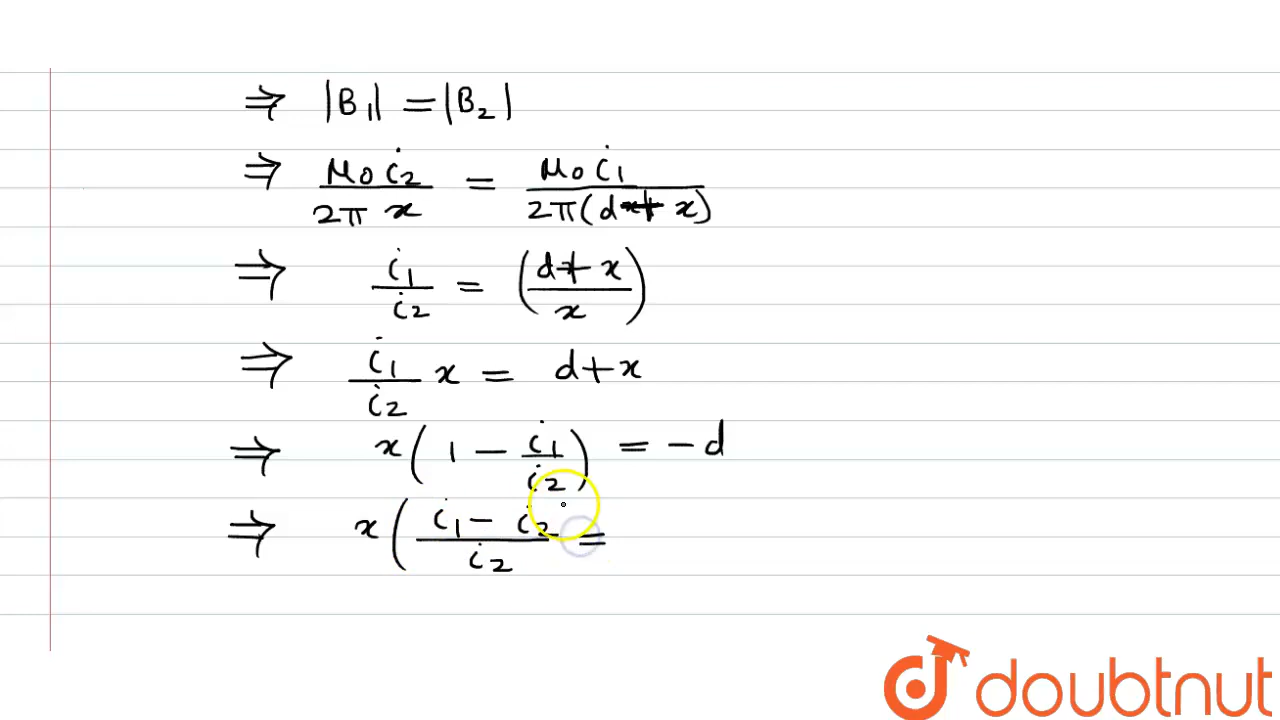 ⇒ |B₁| = |B₂|
⇒ μ₀i₂ / 2π x = μ₀i₁ / 2π(d + x)
⇒ i₁ / i₂ = (d + x / x)
⇒ i₁ / i₂ x = d + x
⇒ x(1 − i₁ / i₂) = −d
⇒ x(i₁ − i₂ / i₂ =
doubtnut